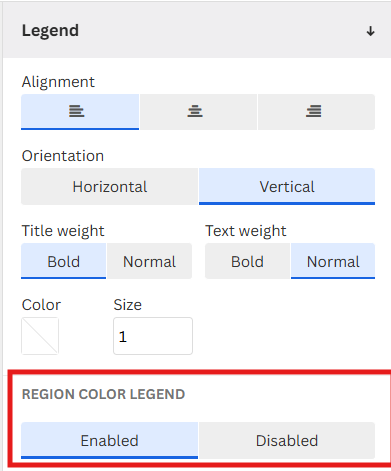 Legend
Alignment
Orientation
Horizontal Vertical
Title weight Text weight
Bold Normal Bold Normal
Color Size
1
REGION COLOR LEGEND
Enabled Disabled